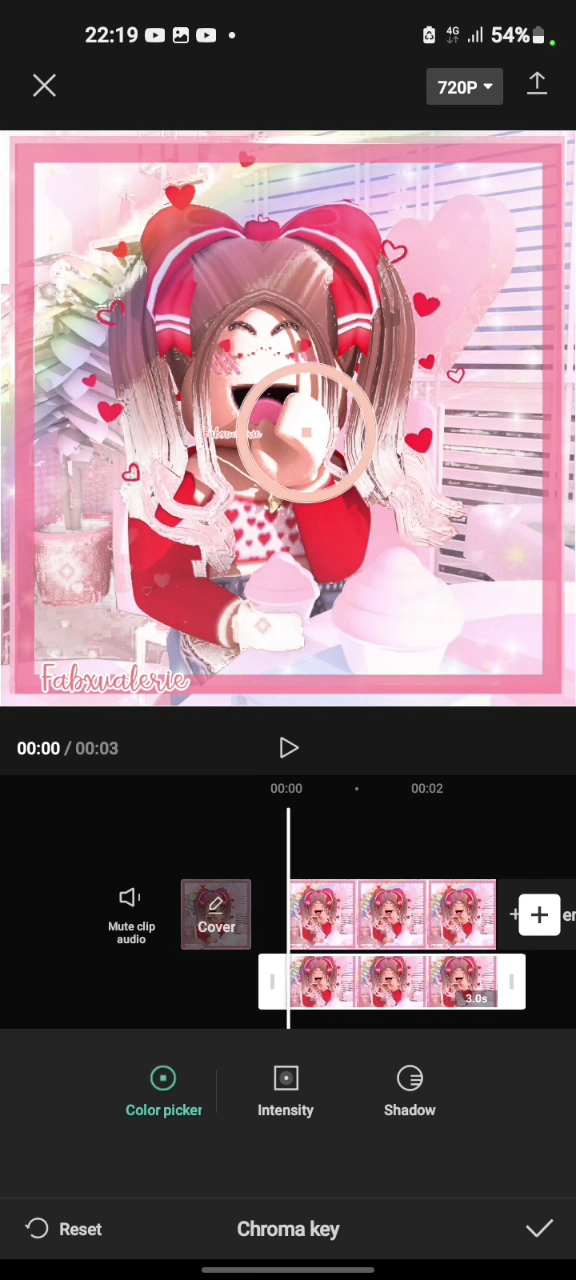 22:19
4G
54%
720P
Fabxvalerie
Fabxvalerie
00:00 / 00:03
00:00
00:02
Mute clip
audio
Cover
3.0s
Color picker
Intensity
Shadow
Reset
Chroma key